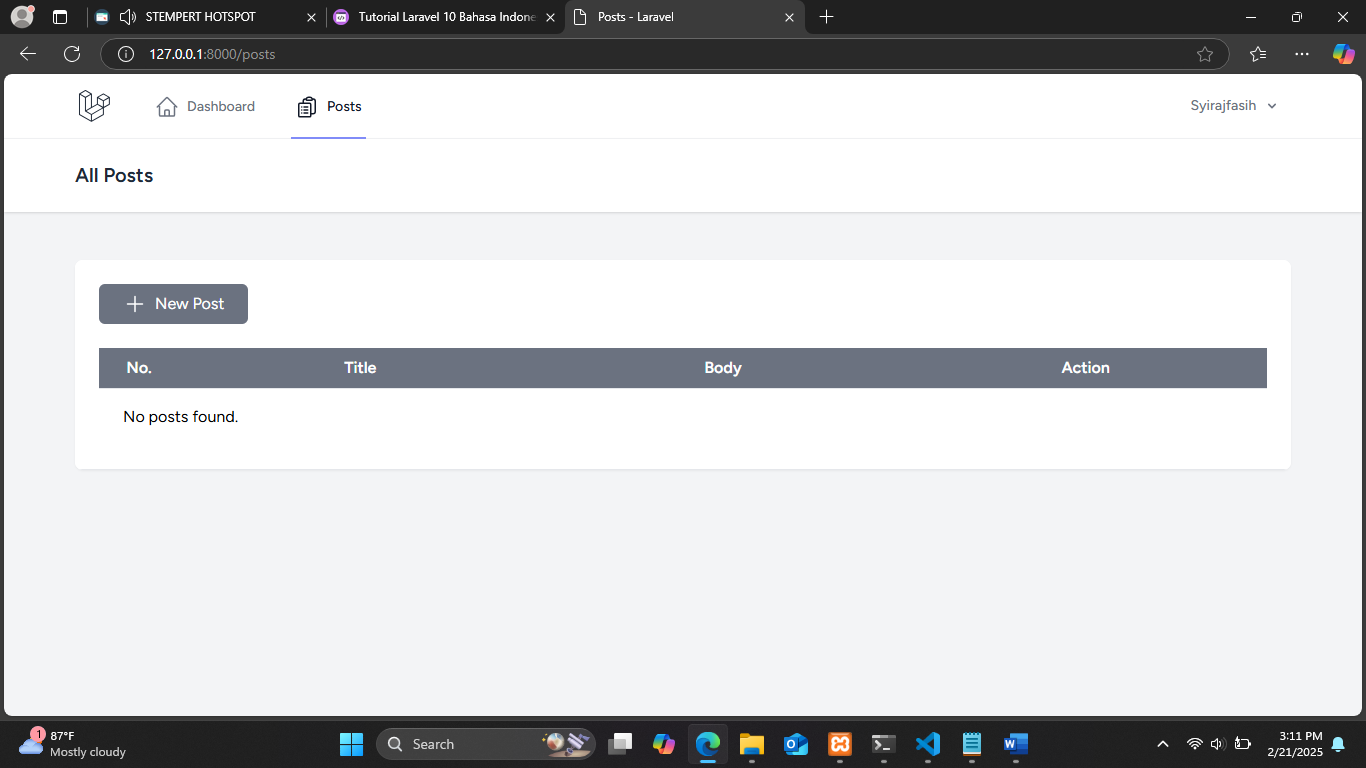 STEMPERT HOTSPOT
Tutorial Laravel 10 Bahasa Indone
Posts - Laravel
127.0.0.1:8000/posts
Dashboard
Posts
Syirajfasih
All Posts
New Post
No. Title Body Action
No posts found.
1
87°F
Mostly cloudy
Search
3:11 PM
2/21/2025